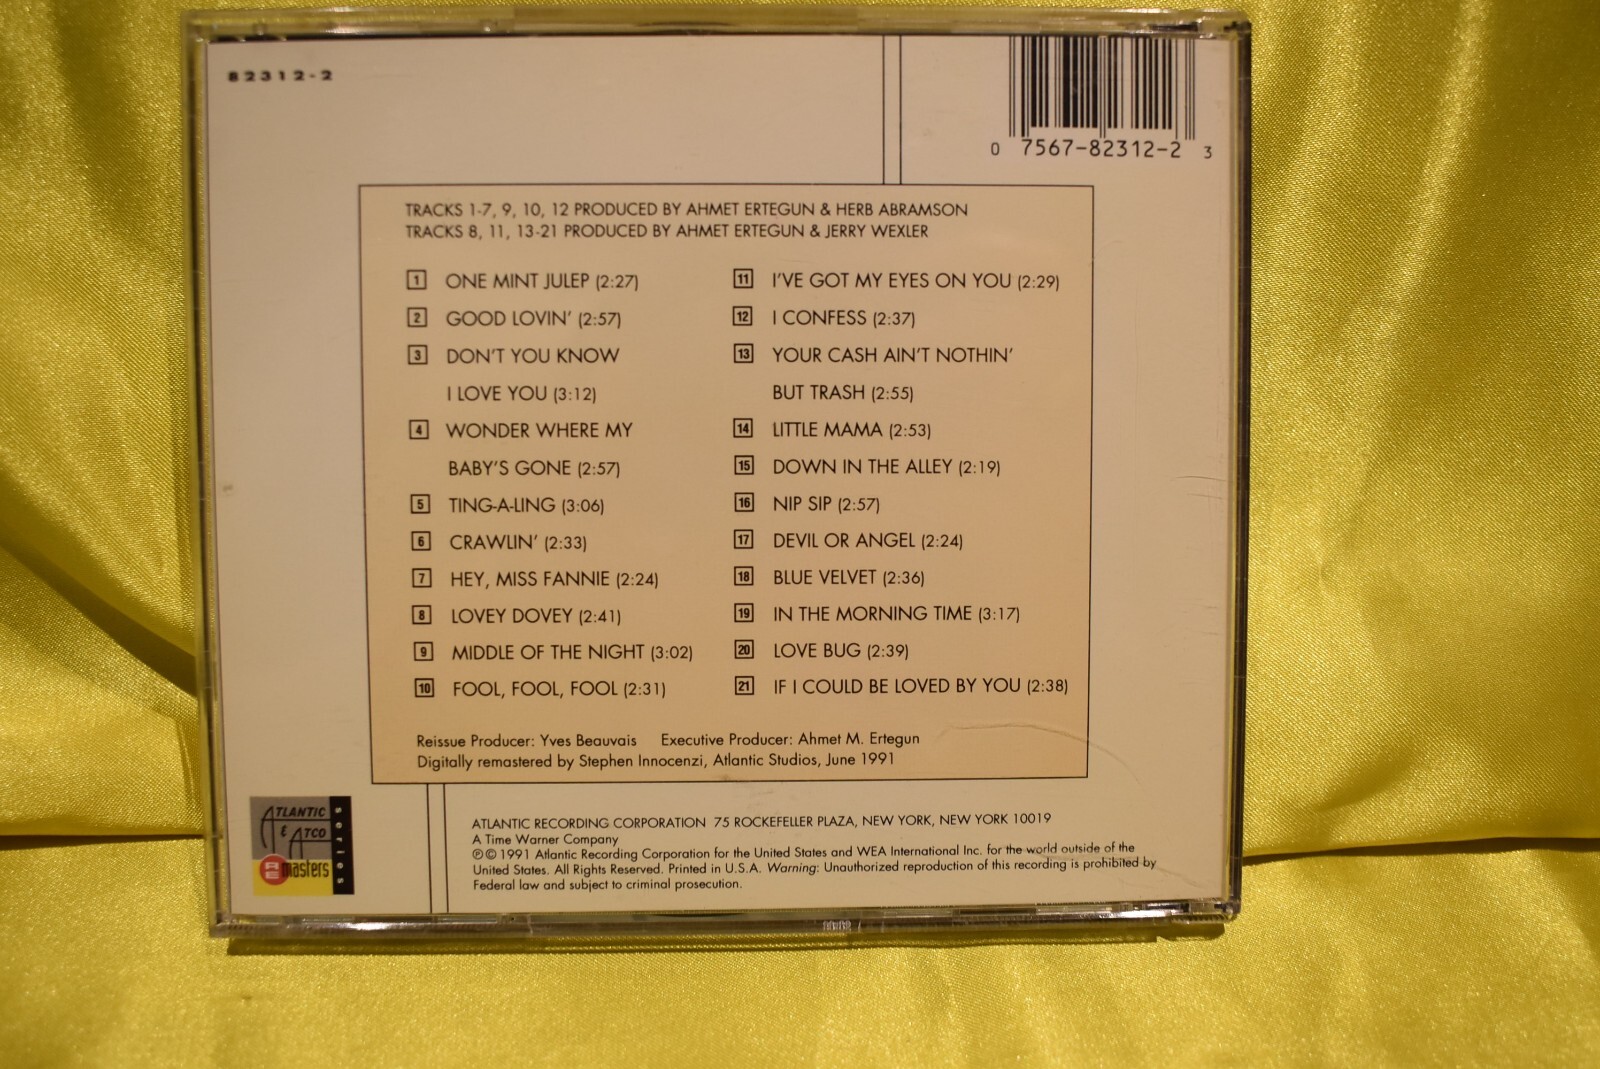 82312-2
0 7567-82312-2 3
TRACKS 1-7, 9, 10, 12 PRODUCED BY AHMET ERTEGUN & HERB ABRAMSON
TRACKS 8, 11, 13-21 PRODUCED BY AHMET ERTEGUN & JERRY WEXLER
1 ONE MINT JULEP (2:27)
2 GOOD LOVIN' (2:57)
3 DON'T YOU KNOW
I LOVE YOU (3:12)
4 WONDER WHERE MY
BABY'S GONE (2:57)
5 TING-A-LING (3:06)
6 CRAWLIN' (2:33)
7 HEY, MISS FANNIE (2:24)
8 LOVEY DOVEY (2:41)
9 MIDDLE OF THE NIGHT (3:02)
10 FOOL, FOOL, FOOL (2:31)
11 I'VE GOT MY EYES ON YOU (2:29)
12 I CONFESS (2:37)
13 YOUR CASH AIN'T NOTHIN'
BUT TRASH (2:55)
14 LITTLE MAMA (2:53)
15 DOWN IN THE ALLEY (2:19)
16 NIP SIP (2:57)
17 DEVIL OR ANGEL (2:24)
18 BLUE VELVET (2:36)
19 IN THE MORNING TIME (3:17)
20 LOVE BUG (2:39)
21 IF I COULD BE LOVED BY YOU (2:38)
Reissue Producer: Yves Beauvais Executive Producer: Ahmet M. Ertegun
Digitally remastered by Stephen Innocenzi, Atlantic Studios, June 1991
ATLANTIC
& ATCO
REmasters
series
ATLANTIC RECORDING CORPORATION 75 ROCKEFELLER PLAZA, NEW YORK, NEW YORK 10019
A Time Warner Company
℗© 1991 Atlantic Recording Corporation for the United States and WEA International Inc. for the world outside of the
United States. All Rights Reserved. Printed in U.S.A. Warning: Unauthorized reproduction of this recording is prohibited by
Federal law and subject to criminal prosecution.